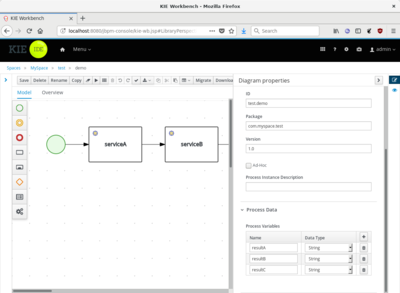 KIE Workbench - Mozilla Firefox
KIE Workbench
localhost:8080/jbpm-console/kie-wb.jsp#LibraryPerspe
Search
KIE
IDE
Menu
admin
Spaces » MySpace » test » demo
Save
Delete
Rename
Copy
Migrate
Download
Model
Overview
serviceA
serviceB
Diagram properties
ID
test.demo
Package
com.myspace.test
Version
1.0
Ad-Hoc
Process Instance Description
Process Data
Process Variables
Name
Data Type
resultA
String
resultB
String
resultC
String